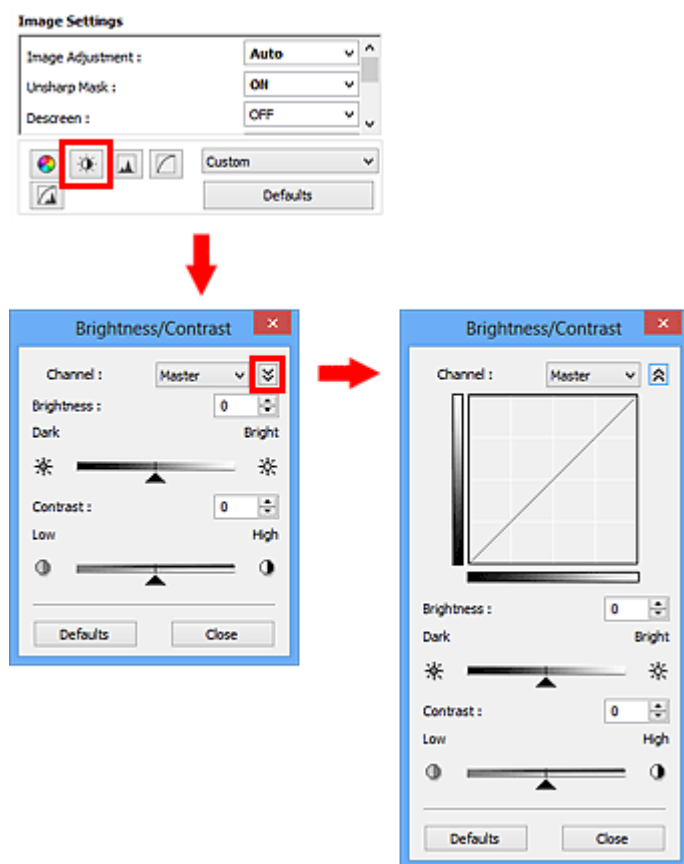 Image Settings
Image Adjustment : Auto
Unsharp Mask : ON
Descreen : OFF
Custom
Defaults
Brightness/Contrast
Channel : Master
Brightness : 0
Dark Bright
Contrast : 0
Low High
Defaults Close
Brightness/Contrast
Channel : Master
Brightness : 0
Dark Bright
Contrast : 0
Low High
Defaults Close